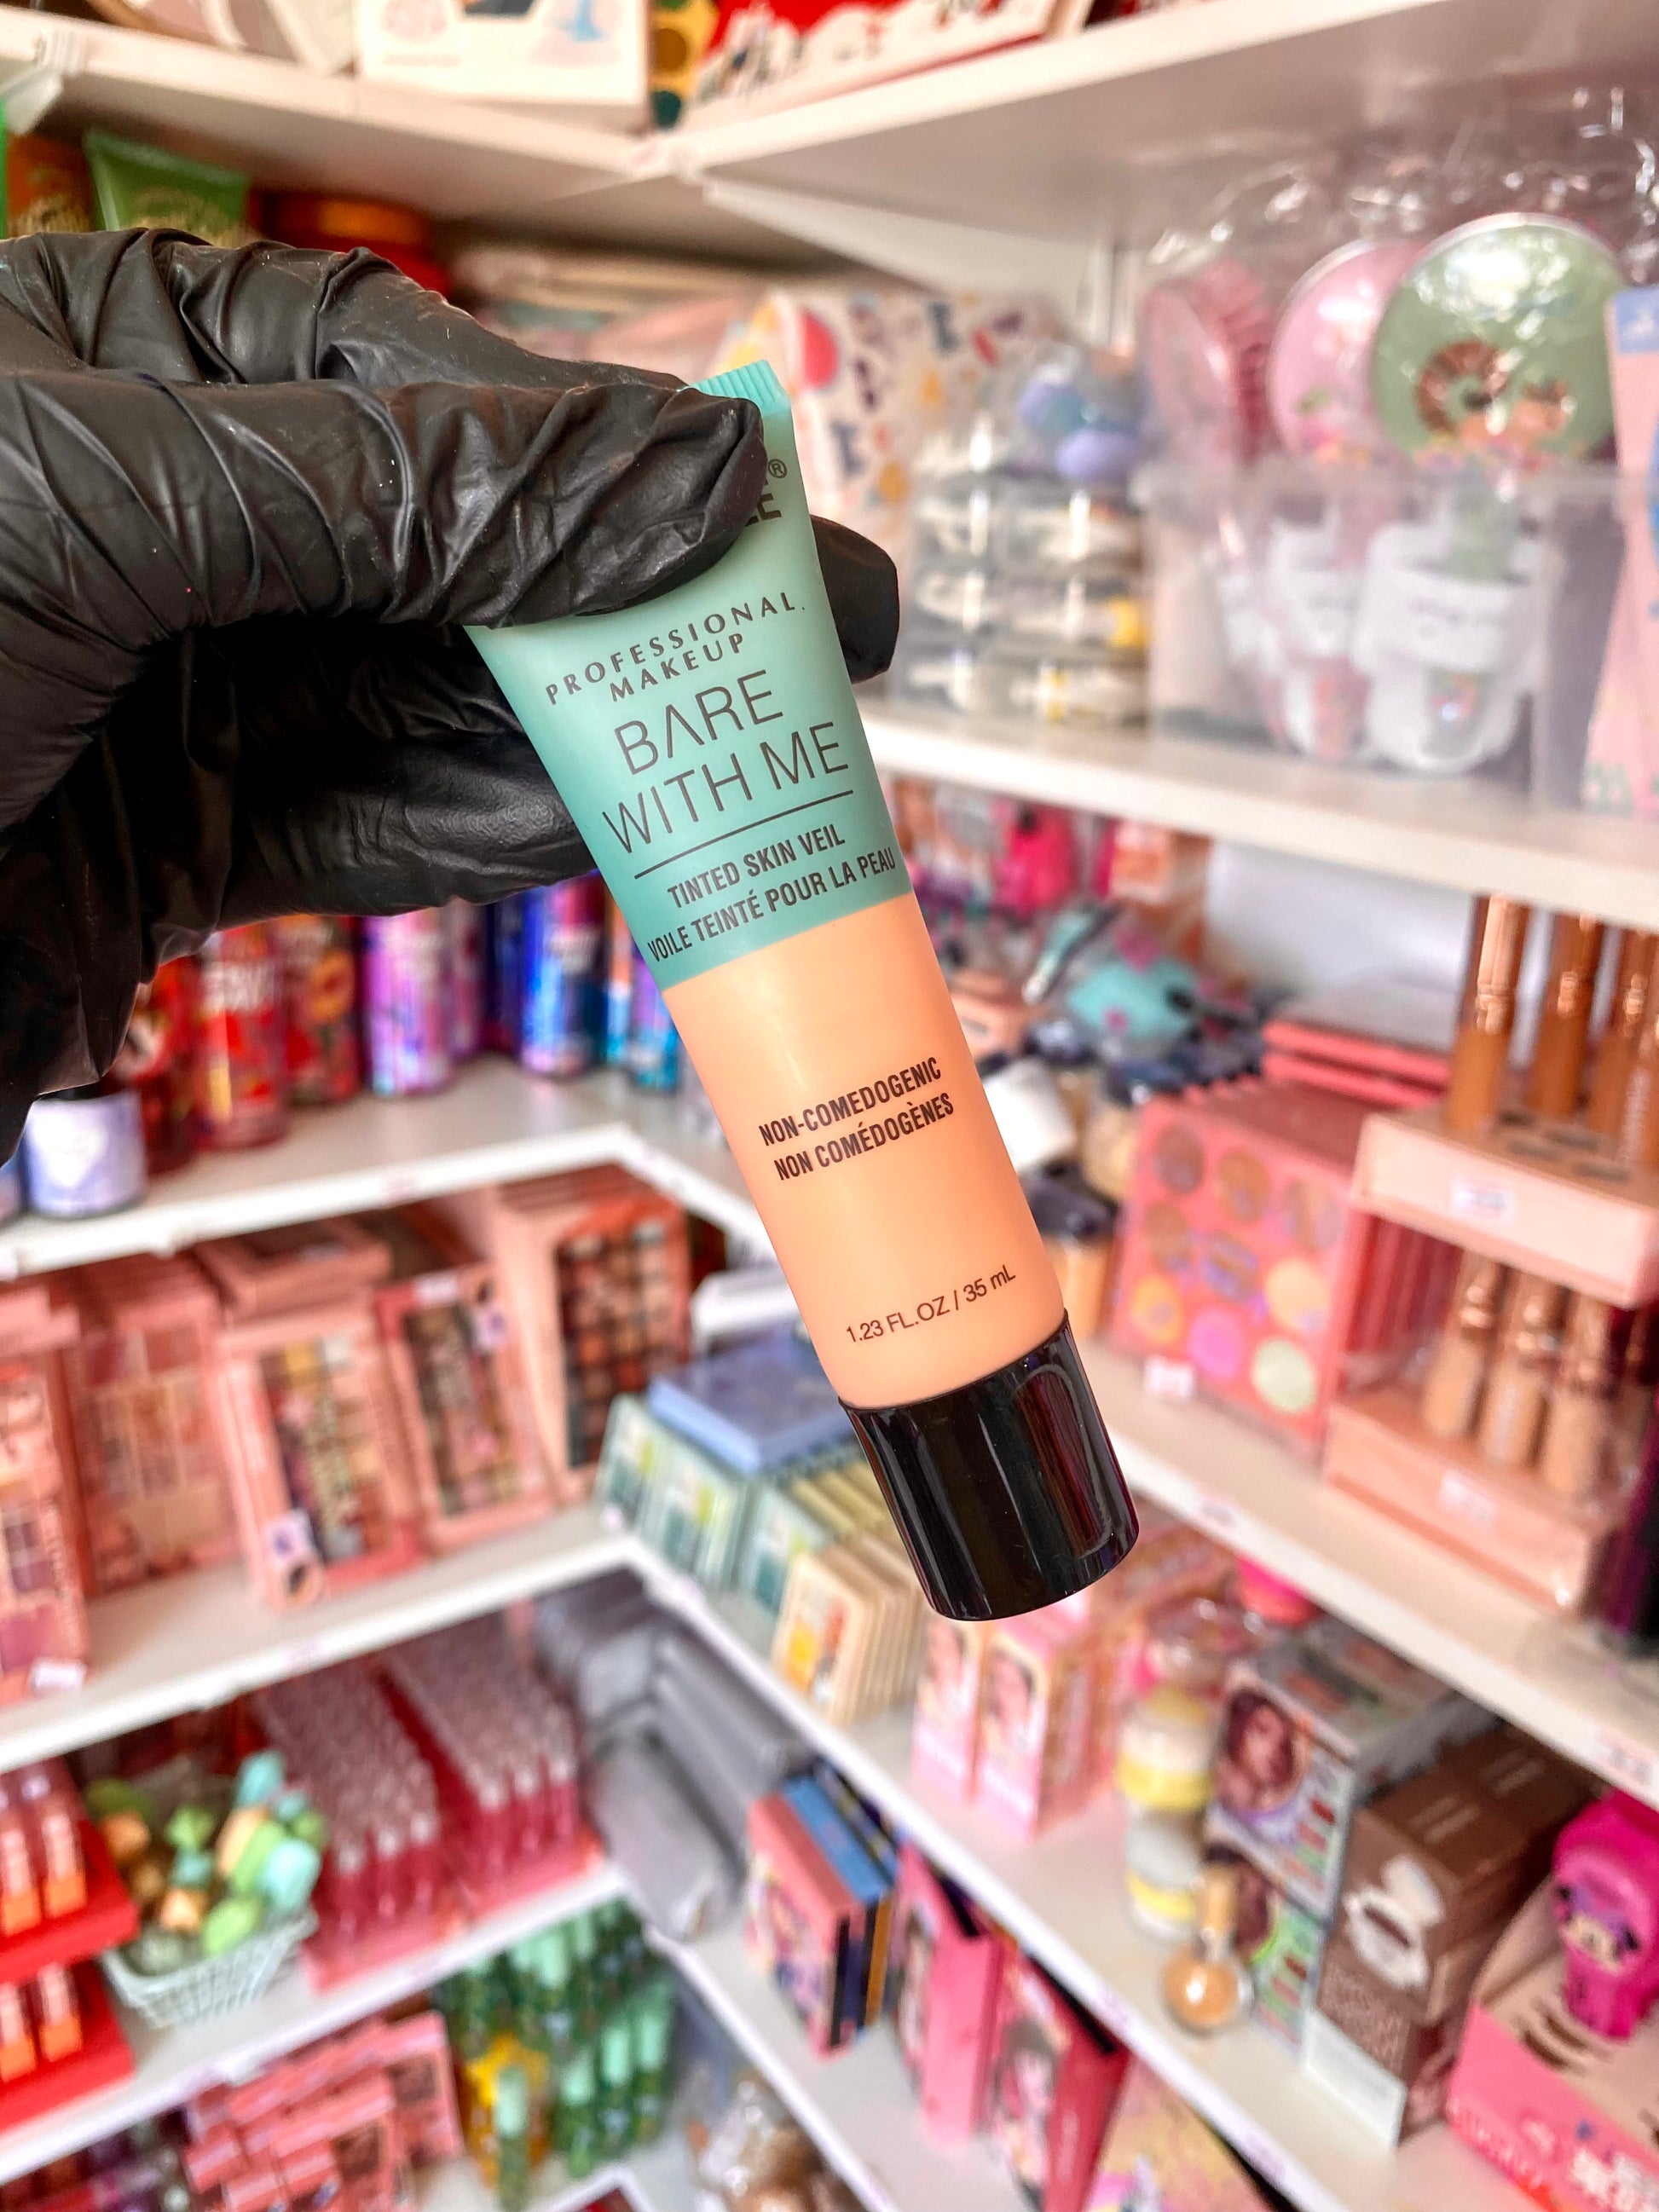 ®
PROFESSIONAL
MAKEUP
BARE
WITH ME
TINTED SKIN VEIL
VOILE TEINTÉ POUR LA PEAU
NON-COMEDOGENIC
NON COMÉDOGÈNES
1.23 FL.OZ / 35 mL